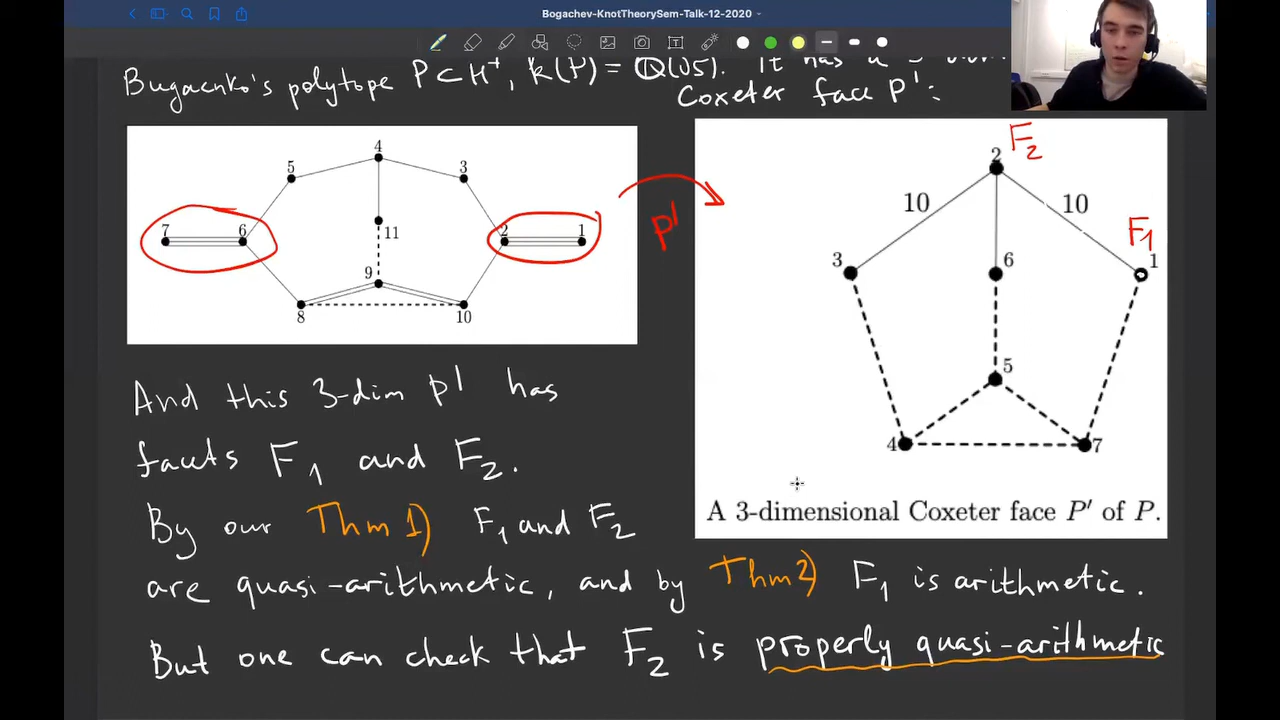 Bogachev-KnotTheorySem-Talk-12-2020
Bugaenko's polytope P ⊂ H⁴, k(P) = Q(√5). It has a
Coxeter face P':
4
5
3
7
6
11
2
1
9
8
10
P'
F₂
2
10
10
F₁
3
6
1
5
4
7
A 3-dimensional Coxeter face P′ of P.
And this 3-dim P' has
facets F₁ and F₂.
By our Thm 1) F₁ and F₂
are quasi-arithmetic, and by Thm 2) F₁ is arithmetic.
But one can check that F₂ is properly quasi-arithmetic